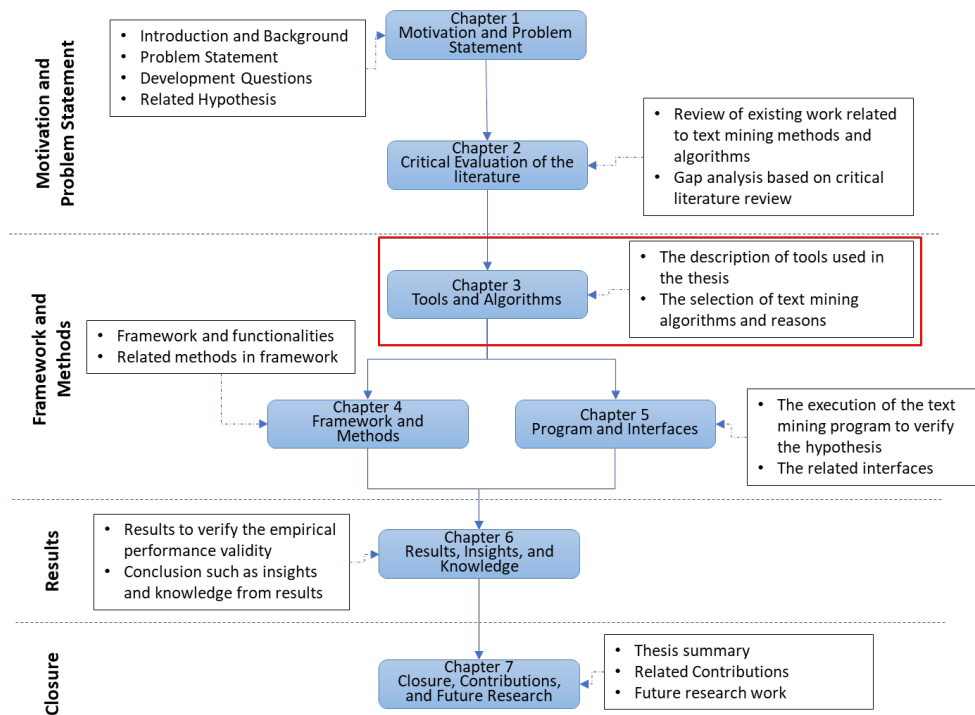 Motivation and
Problem Statement
Chapter 1
Motivation and Problem
Statement
• Introduction and Background
• Problem Statement
• Development Questions
• Related Hypothesis
Chapter 2
Critical Evaluation of the
literature
• Review of existing work related
to text mining methods and
algorithms
• Gap analysis based on critical
literature review
Framework and
Methods
Chapter 3
Tools and Algorithms
• The description of tools used in
the thesis
• The selection of text mining
algorithms and reasons
• Framework and functionalities
• Related methods in framework
Chapter 4
Framework and
Methods
Chapter 5
Program and Interfaces
• The execution of the text
mining program to verify
the hypothesis
• The related interfaces
Results
• Results to verify the empirical
performance validity
• Conclusion such as insights
and knowledge from results
Chapter 6
Results, Insights, and
Knowledge
Closure
Chapter 7
Closure, Contributions,
and Future Research
• Thesis summary
• Related Contributions
• Future research work